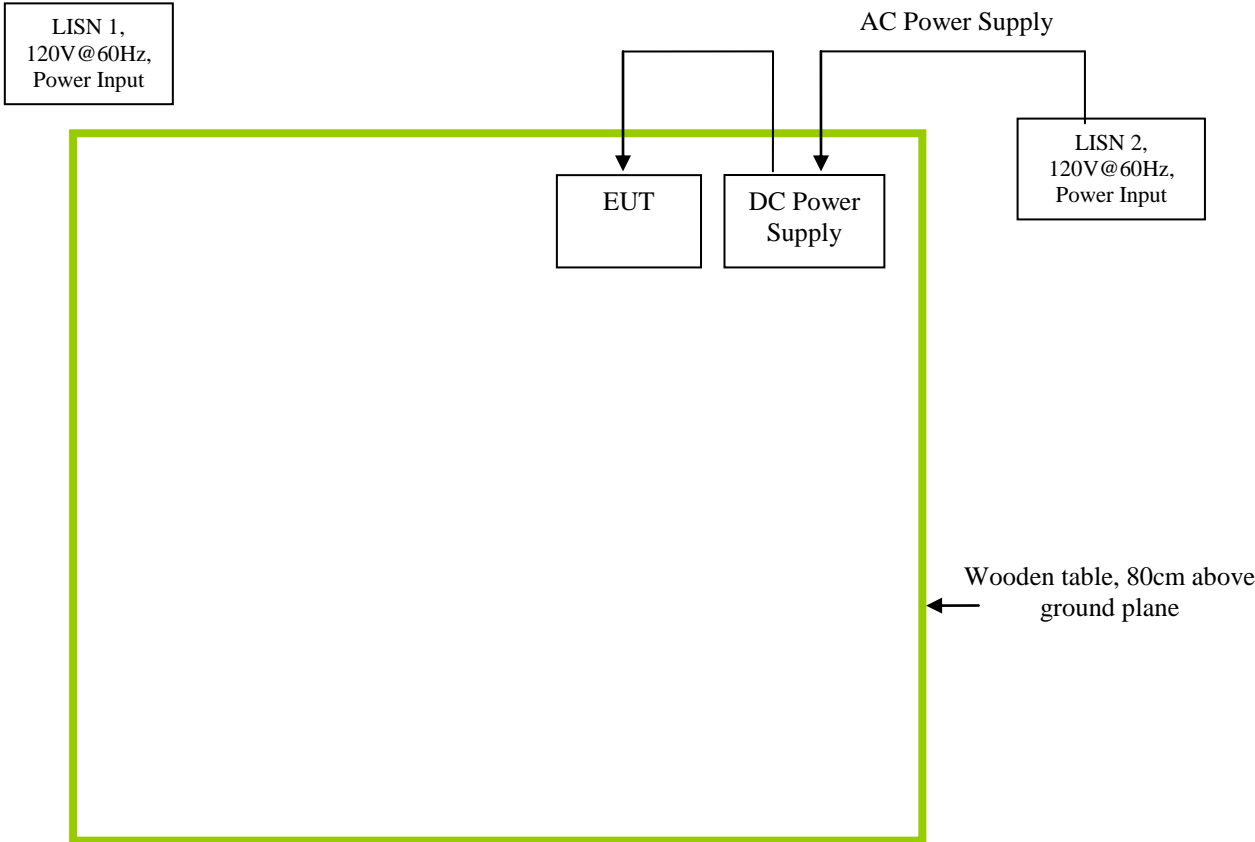 LISN 1,
120V@60Hz,
Power Input
AC Power Supply
LISN 2,
120V@60Hz,
Power Input
EUT
DC Power
Supply
Wooden table, 80cm above
ground plane